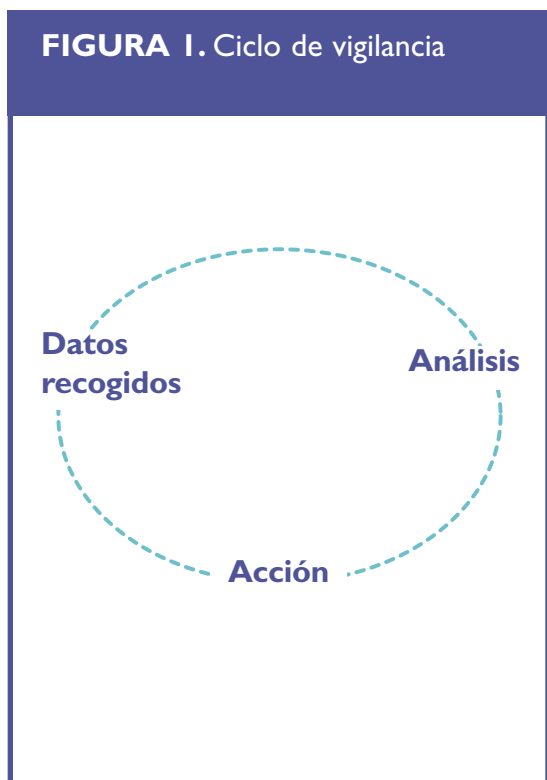 FIGURA 1. Ciclo de vigilancia
Datos
recogidos
Análisis
Acción